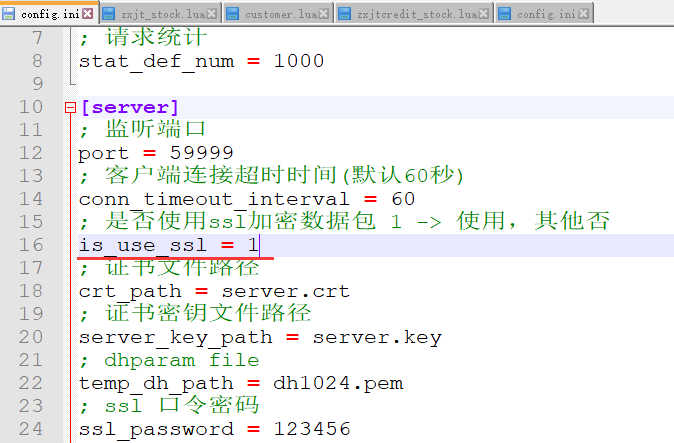 config.ini zxjt_stock.lua customer.lua zxjtcredit_stock.lua config.ini
7 ; 请求统计
8 stat_def_num = 1000
9
10 [server]
11 ; 监听端口
12 port = 59999
13 ; 客户端连接超时时间(默认60秒)
14 conn_timeout_interval = 60
15 ; 是否使用ssl加密数据包 1 -> 使用, 其他否
16 is_use_ssl = 1
17 ; 证书文件路径
18 crt_path = server.crt
19 ; 证书密钥文件路径
20 server_key_path = server.key
21 ; dhparam file
22 temp_dh_path = dh1024.pem
23 ; ssl 口令密码
24 ssl_password = 123456